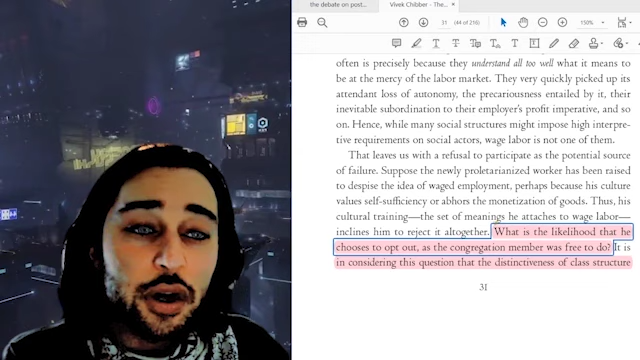 the debate on post...
Vivek Chibber - The...
31
(44 of 216)
150%
often is precisely because they understand all too well what it means to
be at the mercy of the labor market. They very quickly picked up its
attendant loss of autonomy, the precariousness entailed by it, their
inevitable subordination to their employer's profit imperative, and so
on. Hence, while many social structures might impose high interpre-
tive requirements on social actors, wage labor is not one of them.
That leaves us with a refusal to participate as the potential source
of failure. Suppose the newly proletarianized worker has been raised
to despise the idea of waged employment, perhaps because his culture
values self-sufficiency or abhors the monetization of goods. Thus, his
cultural training—the set of meanings he attaches to wage labor—
inclines him to reject it altogether. What is the likelihood that he
chooses to opt out, as the congregation member was free to do? It is
in considering this question that the distinctiveness of class structure
31